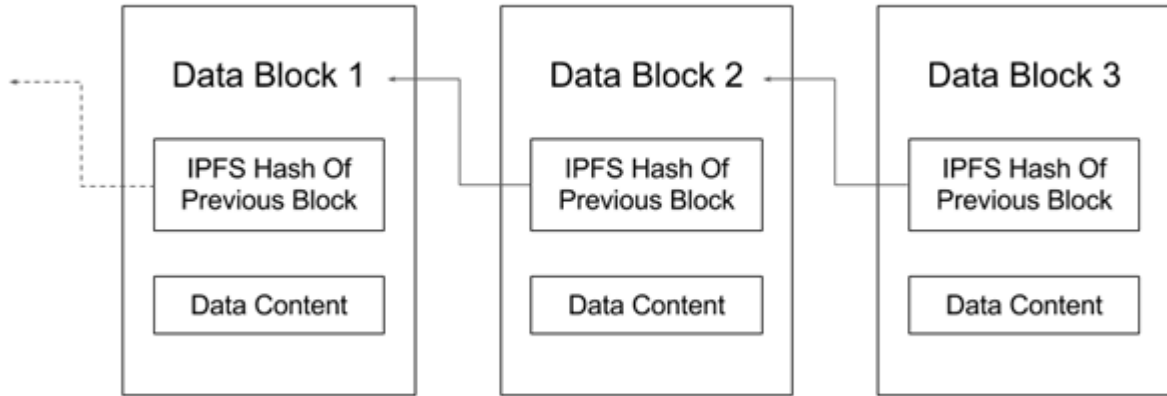 Data Block 1
IPFS Hash Of
Previous Block
Data Content
Data Block 2
IPFS Hash Of
Previous Block
Data Content
Data Block 3
IPFS Hash Of
Previous Block
Data Content